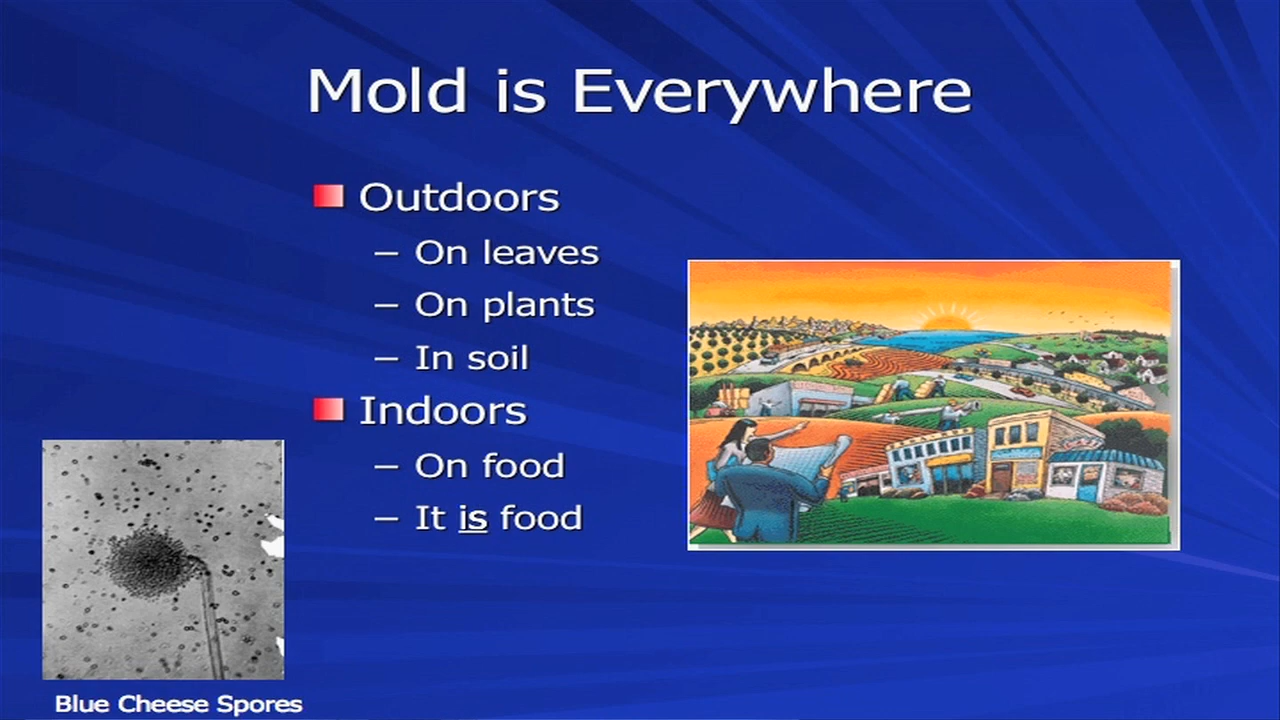 Mold is Everywhere
Outdoors
– On leaves
– On plants
– In soil
Indoors
– On food
– It is food
Blue Cheese Spores